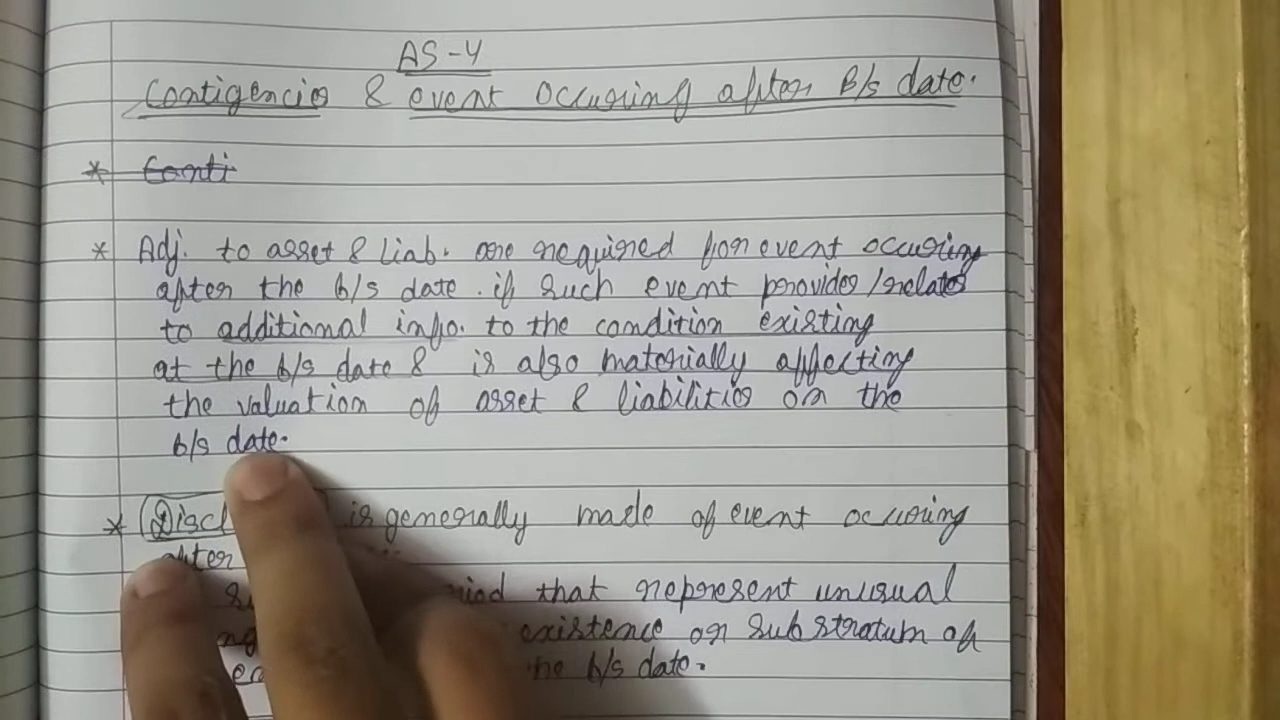 AS-4
Contigencies & event occuring after B/s date.
* Conti
* Adj. to asset & liab. are required for event occuring
after the b/s date. if such event provides/relates
to additional info. to the condition existing
at the b/s date & is also materially affecting
the valuation of asset & liabilities on the
b/s date.
* is generally made of event occuring
after
that represent unusual
existence or substratum of
the b/s date.